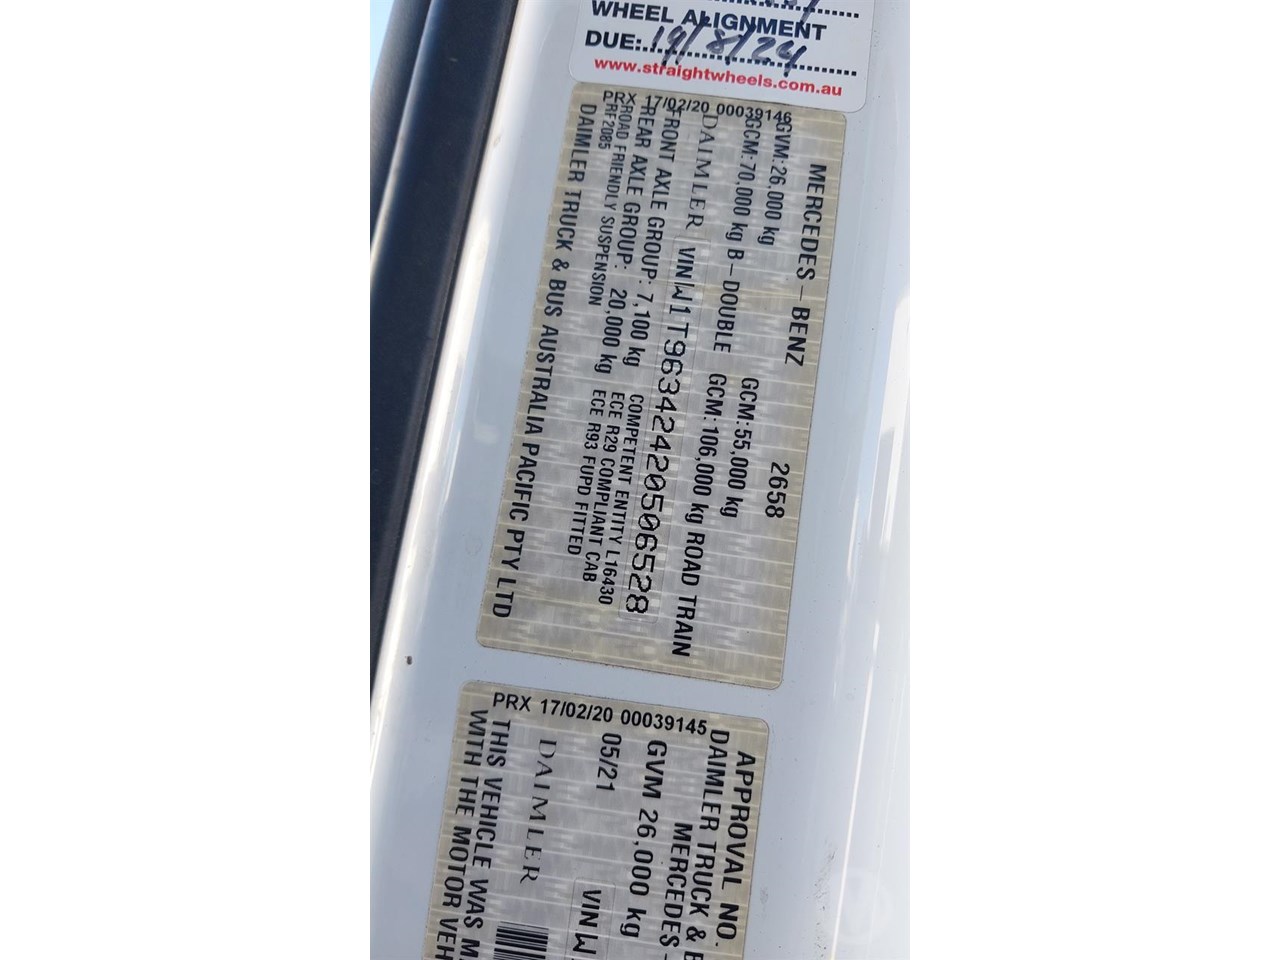 WHEEL ALIGNMENT
DUE: 19/8/24
www.straightwheels.com.au
PRX 17/02/20 00039146
MERCEDES – BENZ 2658
GVM: 26,000 kg GCM: 55,000 kg
GCM: 70,000 kg B – DOUBLE GCM: 106,000 kg ROAD TRAIN
DAIMLER VIN W1T96342420506528
FRONT AXLE GROUP: 7,100 kg COMPETENT ENTITY L16430
REAR AXLE GROUP: 20,000 kg ECE R29 COMPLIANT CAB
ROAD FRIENDLY SUSPENSION ECE R93 FUPD FITTED
RF2085
DAIMLER TRUCK & BUS AUSTRALIA PACIFIC PTY LTD
PRX 17/02/20 00039145
APPROVAL NO.
DAIMLER TRUCK & B
MERCEDES –
GVM 26,000 kg
05/21 VIN W
DAIMLER
THIS VEHICLE WAS M
WITH THE MOTOR VEH